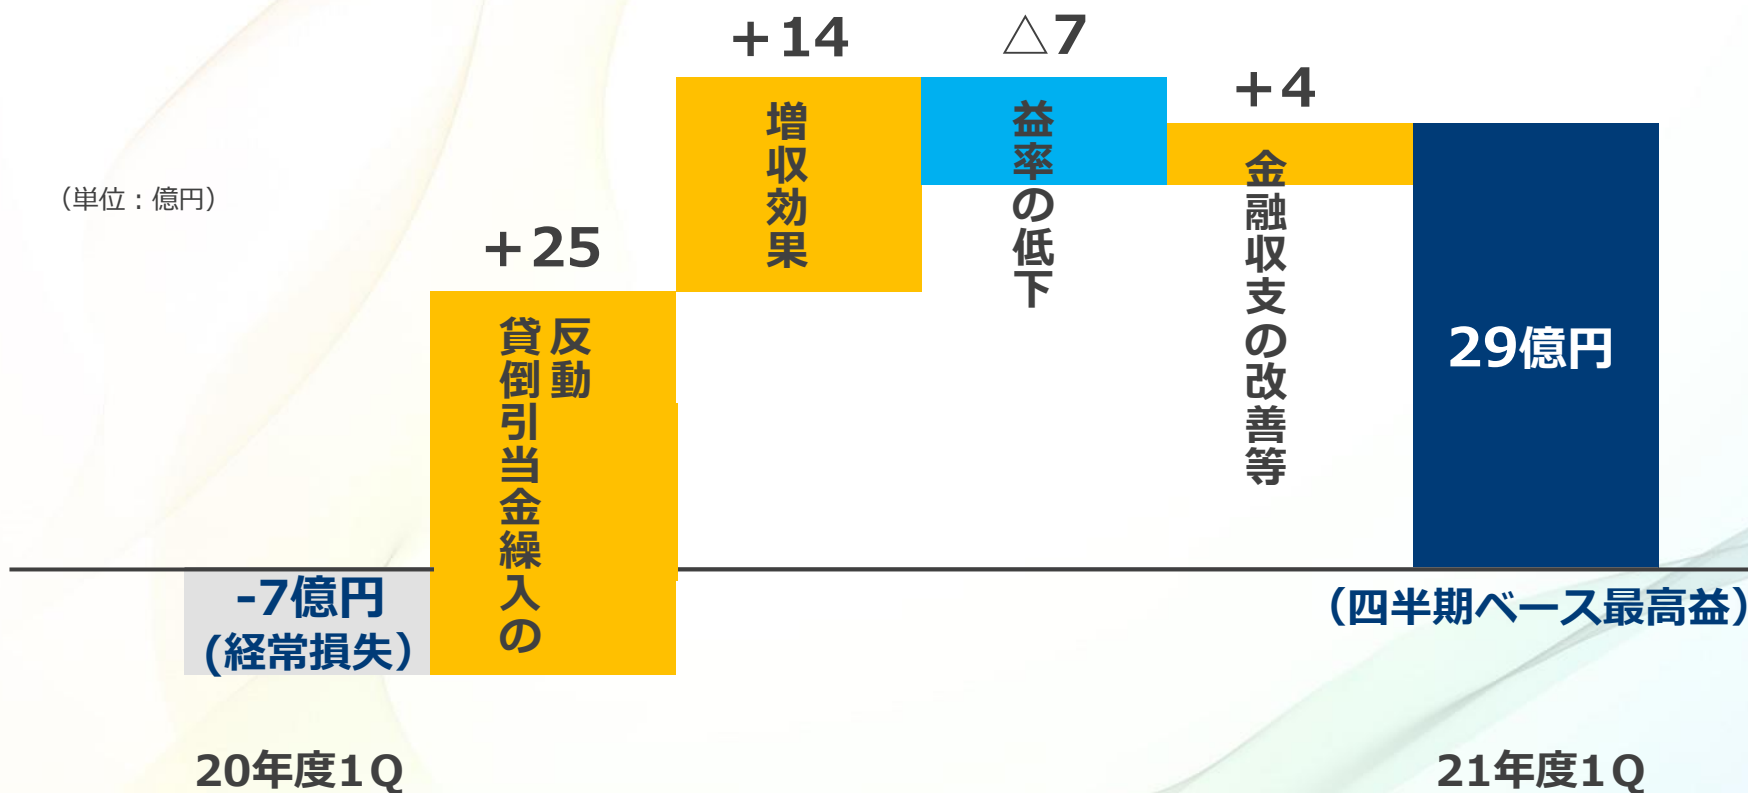 （単位：億円）
+25
+14
△7
+4
貸倒引当金繰入の
反動
増収効果
益率の低下
金融収支の改善等
29億円
-7億円
(経常損失）
（四半期ベース最高益）
20年度1Q
21年度1Q